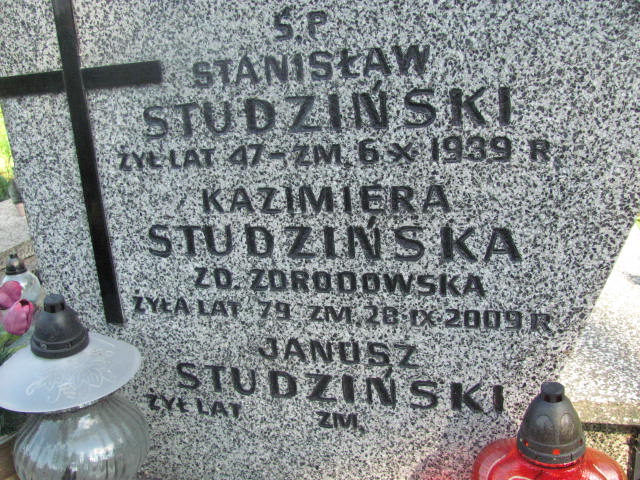 Ś.P
STANISŁAW
STUDZIŃSKI
ŻYŁ LAT 47 - ZM. 6 X 1939 R.
KAZIMIERA
STUDZIŃSKA
ZD. ZDRODOWSKA
ŻYŁA LAT 79 ZM. 28 IX 2009 R
JANUSZ
STUDZIŃSKI
ŻYŁ LAT ZM.